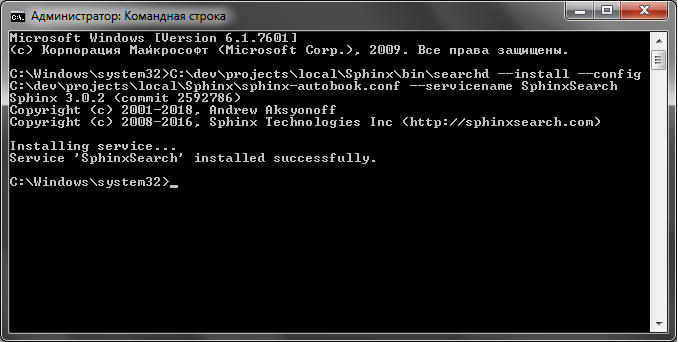 Администратор: Командная строка
Microsoft Windows [Version 6.1.7601]
(c) Корпорация Майкрософт (Microsoft Corp.), 2009. Все права защищены.
C:\Windows\system32>C:\dev\projects\local\Sphinx\bin\searchd --install --config
C:\dev\projects\local\Sphinx\sphinx-autobook.conf --servicename SphinxSearch
Sphinx 3.0.2 (commit 2592786)
Copyright (c) 2001-2018, Andrew Aksyonoff
Copyright (c) 2008-2016, Sphinx Technologies Inc (http://sphinxsearch.com)
Installing service...
Service 'SphinxSearch' installed successfully.
C:\Windows\system32>_